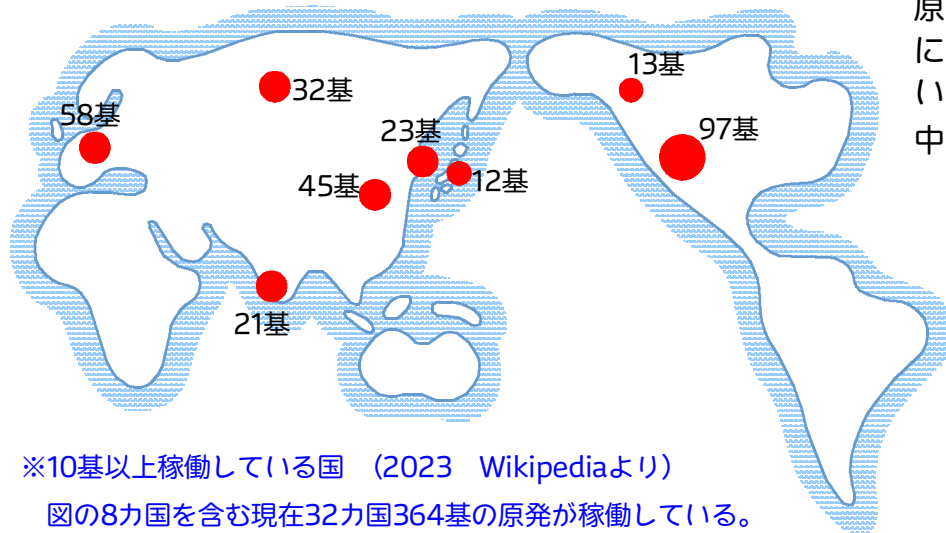 原
に
い
中
13基
32基
58基
97基
23基
12基
45基
21基
※10基以上稼働している国　（2023　Wikipediaより）
図の8カ国を含む現在32カ国364基の原発が稼働している。